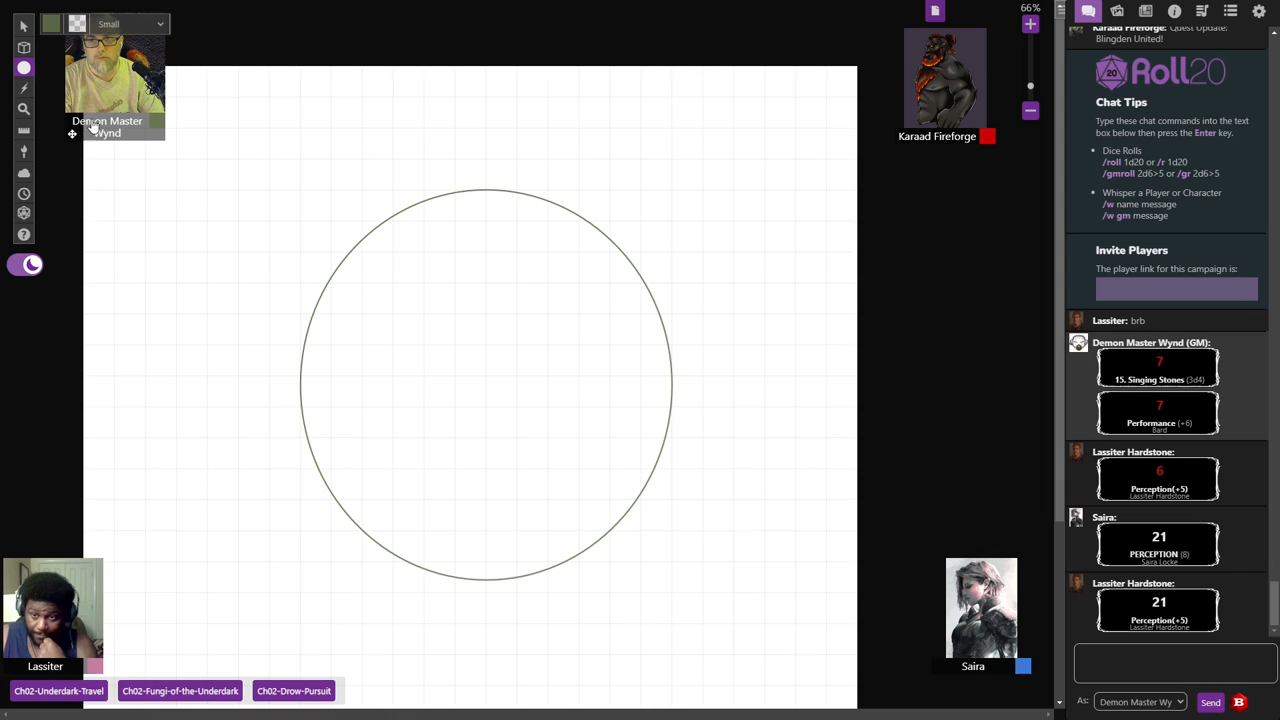 Small
66%
Demon Master
Wynd
Karaad Fireforge
Lassiter
Saira
Ch02-Underdark-Travel
Ch02-Fungi-of-the-Underdark
Ch02-Drow-Pursuit
Karaad Fireforge: Quest Update:
Blingden United!
20 Roll20
Chat Tips
Type these chat commands into the text
box below then press the Enter key.
• Dice Rolls
/roll 1d20 or /r 1d20
/gmroll 2d6>5 or /gr 2d6>5
• Whisper a Player or Character
/w name message
/w gm message
Invite Players
The player link for this campaign is:
Lassiter: brb
Demon Master Wynd (GM):
7
15. Singing Stones (3d4)
7
Performance (+6)
Bard
Lassiter Hardstone:
6
Perception(+5)
Lassiter Hardstone
Saira:
21
PERCEPTION (8)
Saira Locke
Lassiter Hardstone:
21
Perception(+5)
Lassiter Hardstone
As:
Demon Master Wy
Send
B